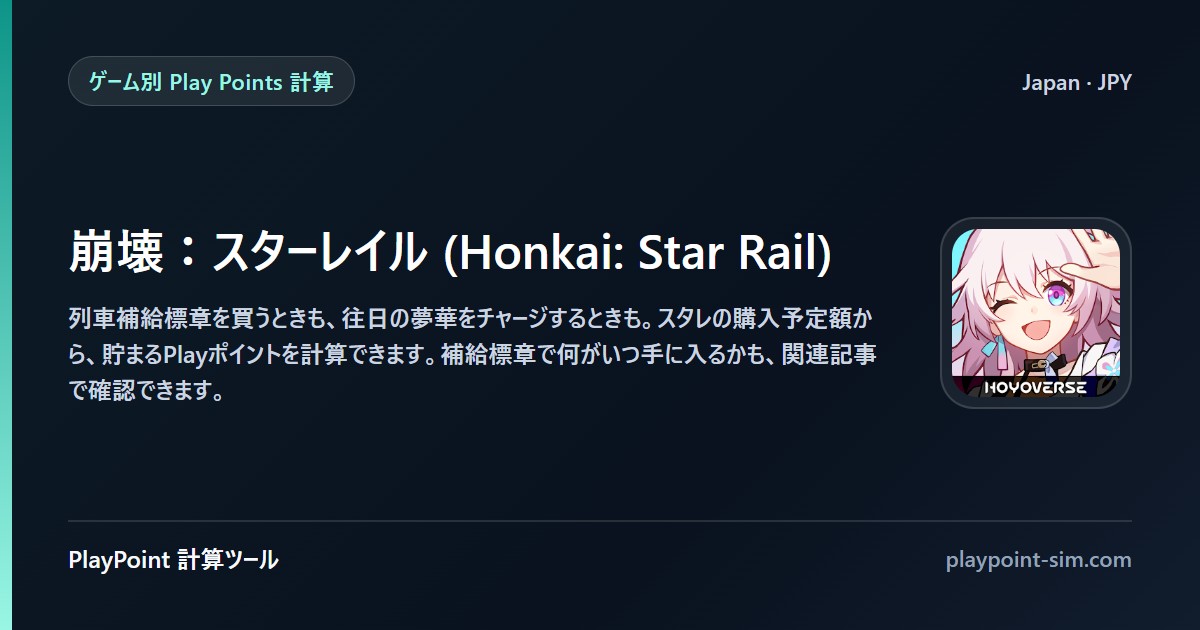 ゲーム別 Play Points 計算
Japan · JPY
崩壊：スターレイル (Honkai: Star Rail)
列車補給標章を買うときも、往日の夢華をチャージするときも。スタレの購入予定額か
ら、貯まるPlayポイントを計算できます。補給標章で何がいつ手に入るかも、関連記事
で確認できます。
HOYOVERSE
PlayPoint 計算ツール
playpoint-sim.com